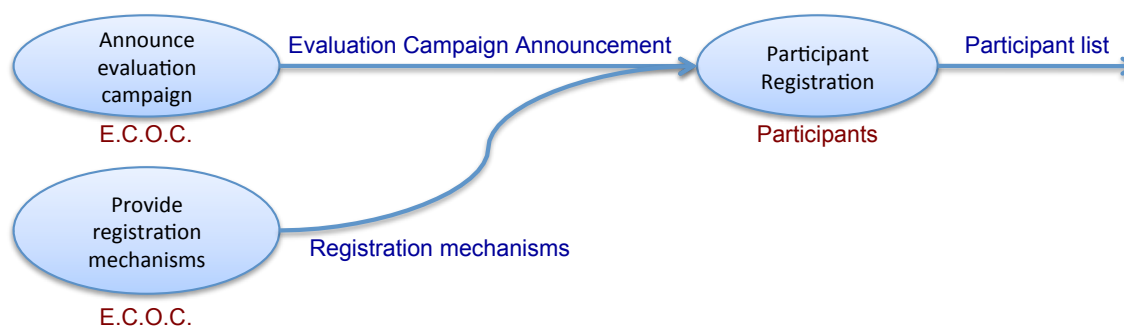 Announce
evaluation
campaign
E.C.O.C.
Evaluation Campaign Announcement
Participant
Registration
Participants
Participant list
Provide
registration
mechanisms
E.C.O.C.
Registration mechanisms